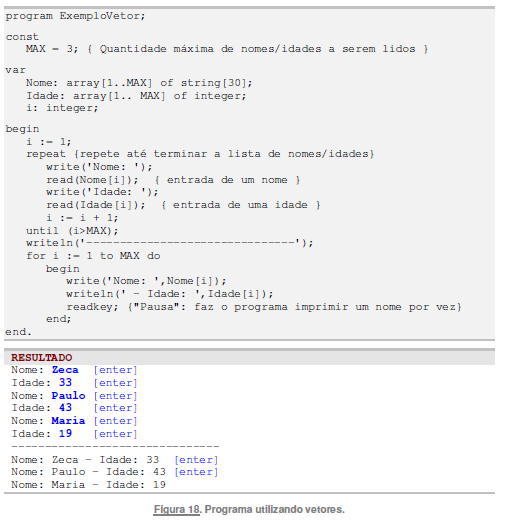 program ExemploVetor;
const
MAX = 3; { Quantidade máxima de nomes/idades a serem lidos }
var
Nome: array[1..MAX] of string[30];
Idade: array[1.. MAX] of integer;
i: integer;
begin
i := 1;
repeat {repete até terminar a lista de nomes/idades}
write('Nome: ');
read(Nome[i]); { entrada de um nome }
write('Idade: ');
read(Idade[i]); { entrada de uma idade }
i := i + 1;
until (i>MAX);
writeln('-------------------------------');
for i := 1 to MAX do
begin
write('Nome: ',Nome[i]);
writeln(' - Idade: ',Idade[i]);
readkey; {"Pausa": faz o programa imprimir um nome por vez}
end;
end.
RESULTADO
Nome: Zeca [enter]
Idade: 33 [enter]
Nome: Paulo [enter]
Idade: 43 [enter]
Nome: Maria [enter]
Idade: 19 [enter]
-------------------------------
Nome: Zeca - Idade: 33 [enter]
Nome: Paulo - Idade: 43 [enter]
Nome: Maria - Idade: 19
Figura 18. Programa utilizando vetores.